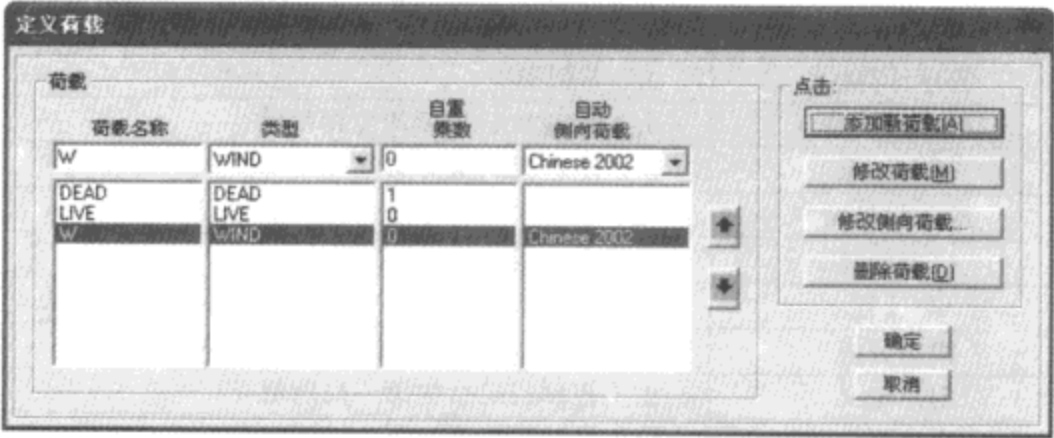 定义荷载
荷载
点击:
荷载名称 类型 自重乘数 自动侧向荷载
W WIND 0 Chinese 2002
DEAD DEAD 1
LIVE LIVE 0
W WIND 0 Chinese 2002
添加新荷载(A)
修改荷载(M)
修改侧向荷载...
删除荷载(D)
确定
取消